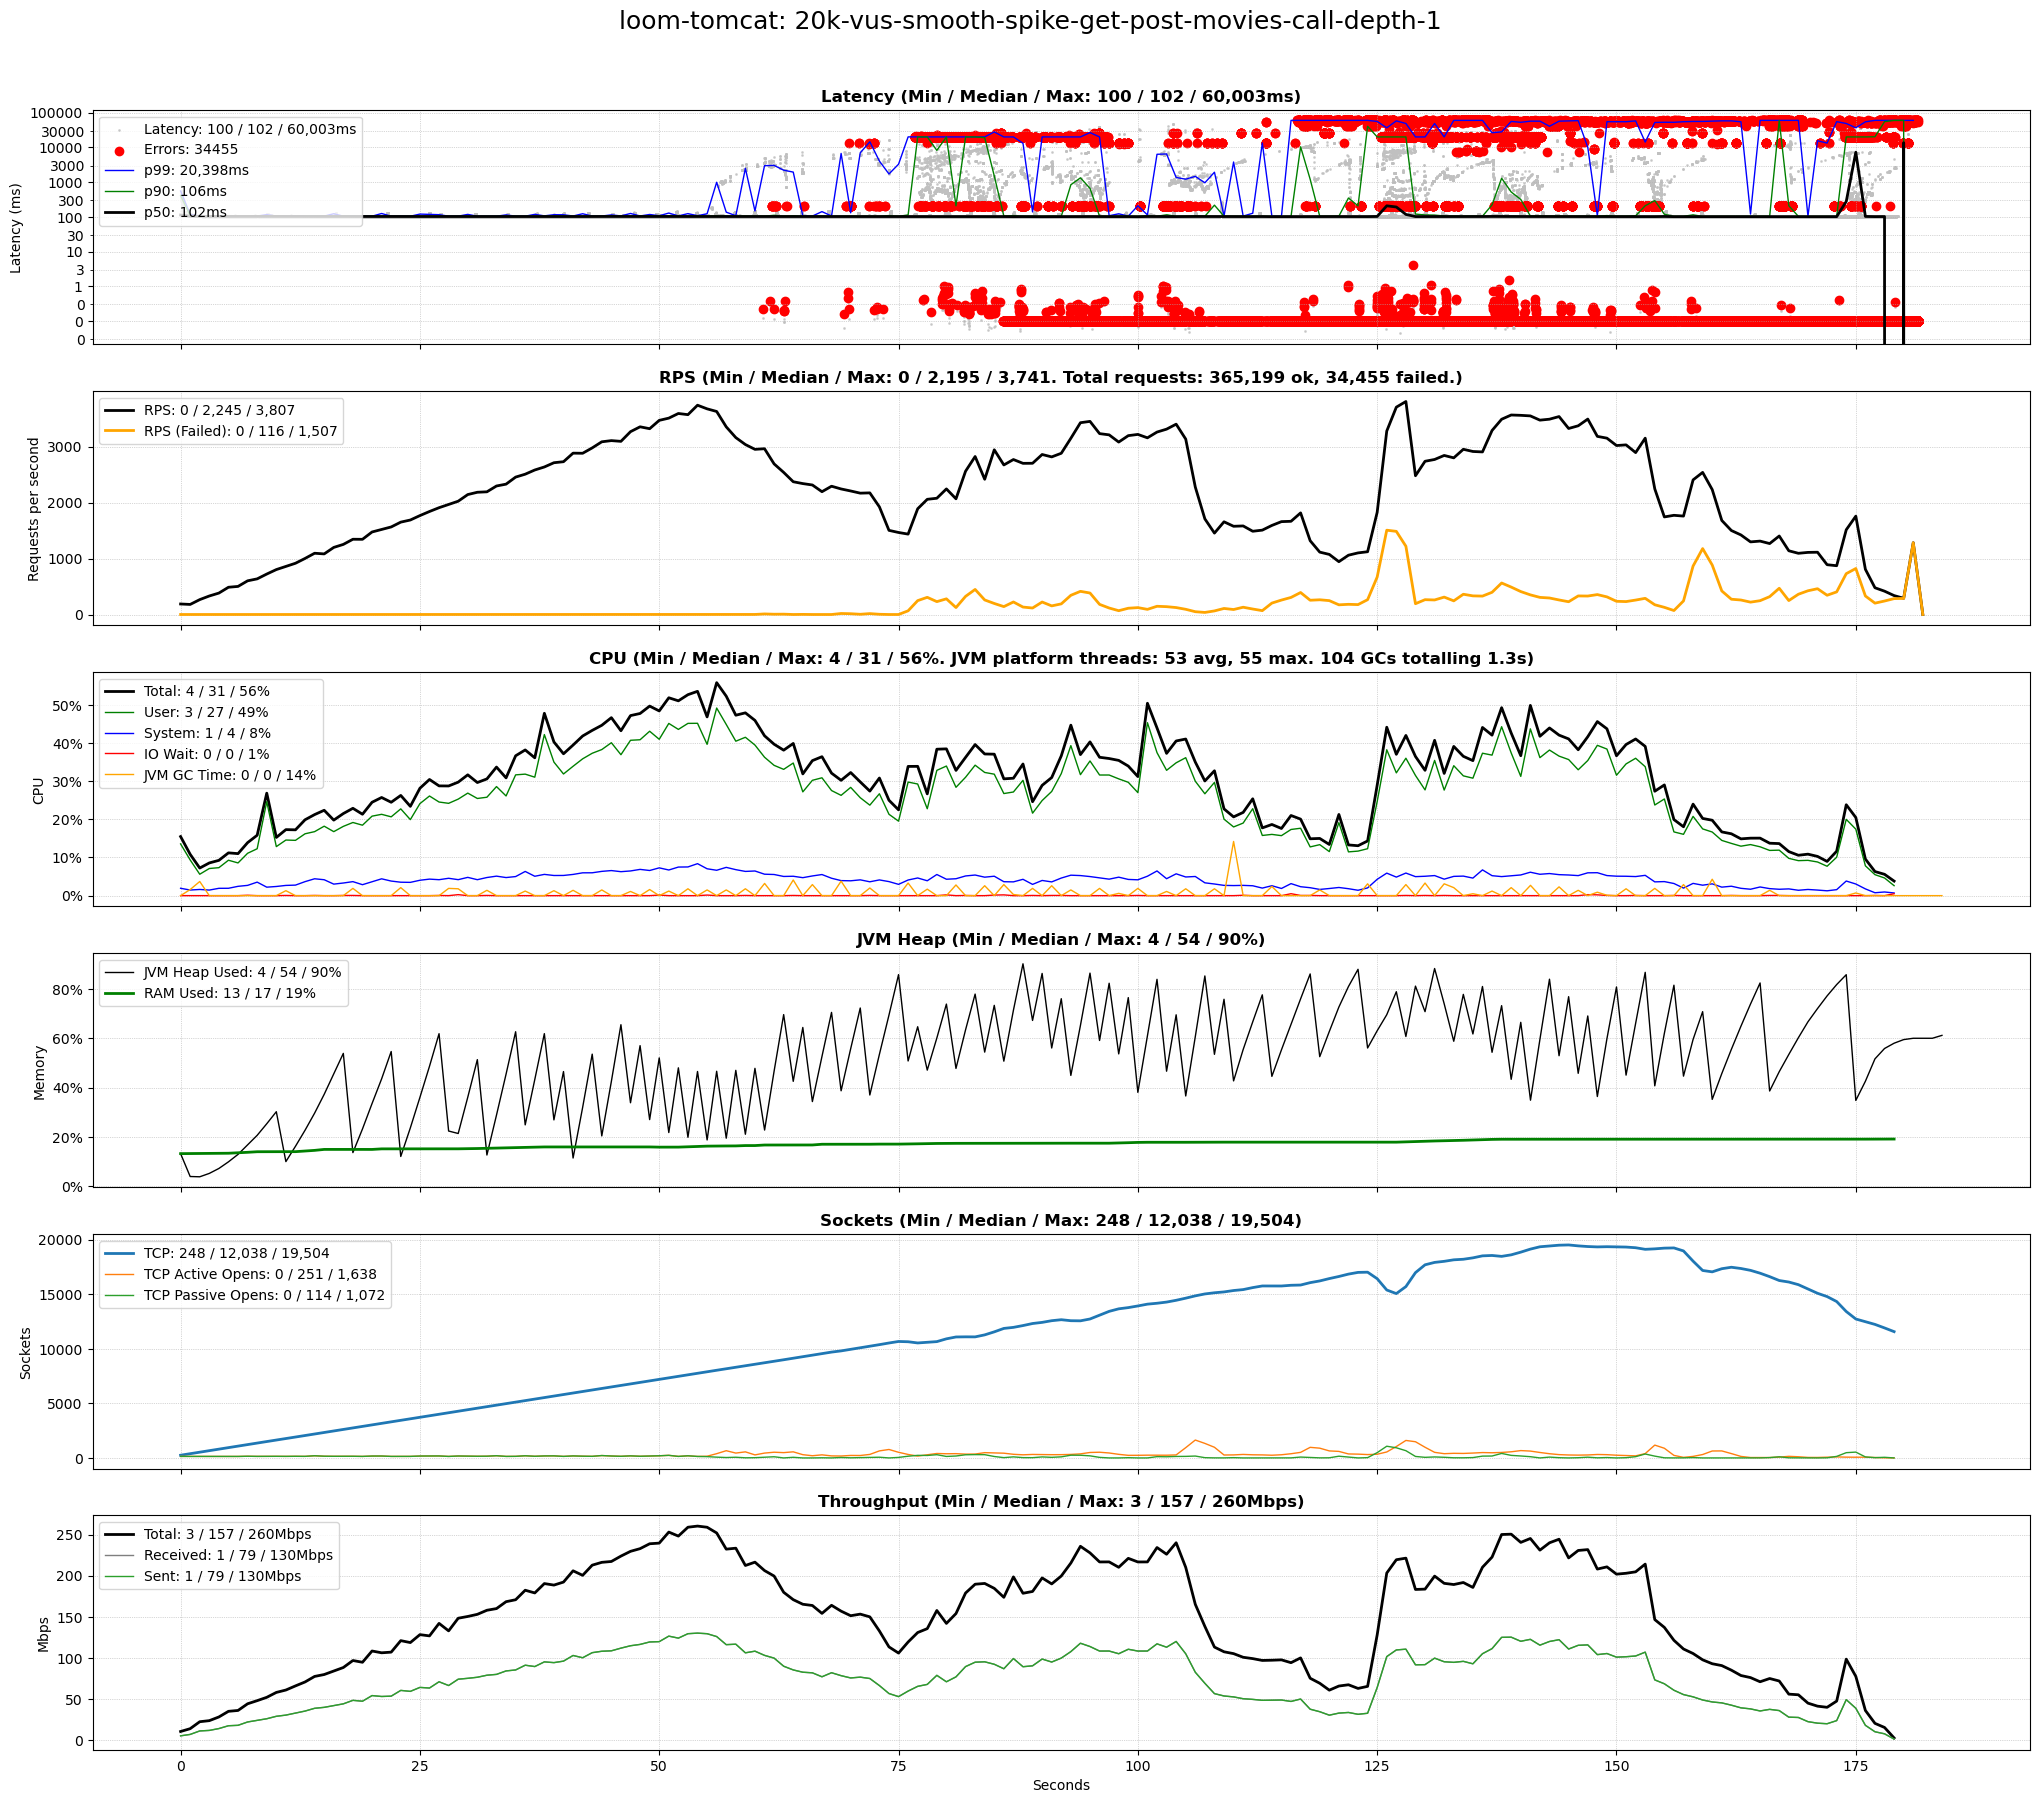 loom-tomcat: 20k-vus-smooth-spike-get-post-movies-call-depth-1
Latency (Min / Median / Max: 100 / 102 / 60,003ms)
Latency (ms)
100000
30000
10000
3000
1000
300
100
30
10
3
1
0
0
0
Latency: 100 / 102 / 60,003ms
Errors: 34455
p99: 20,398ms
p90: 106ms
p50: 102ms
RPS (Min / Median / Max: 0 / 2,195 / 3,741. Total requests: 365,199 ok, 34,455 failed.)
Requests per second
3000
2000
1000
0
RPS: 0 / 2,245 / 3,807
RPS (Failed): 0 / 116 / 1,507
CPU (Min / Median / Max: 4 / 31 / 56%. JVM platform threads: 53 avg, 55 max. 104 GCs totalling 1.3s)
CPU
50%
40%
30%
20%
10%
0%
Total: 4 / 31 / 56%
User: 3 / 27 / 49%
System: 1 / 4 / 8%
IO Wait: 0 / 0 / 1%
JVM GC Time: 0 / 0 / 14%
JVM Heap (Min / Median / Max: 4 / 54 / 90%)
Memory
80%
60%
40%
20%
0%
JVM Heap Used: 4 / 54 / 90%
RAM Used: 13 / 17 / 19%
Sockets (Min / Median / Max: 248 / 12,038 / 19,504)
Sockets
20000
15000
10000
5000
0
TCP: 248 / 12,038 / 19,504
TCP Active Opens: 0 / 251 / 1,638
TCP Passive Opens: 0 / 114 / 1,072
Throughput (Min / Median / Max: 3 / 157 / 260Mbps)
Mbps
250
200
150
100
50
0
Total: 3 / 157 / 260Mbps
Received: 1 / 79 / 130Mbps
Sent: 1 / 79 / 130Mbps
0 25 50 75 100 125 150 175
Seconds